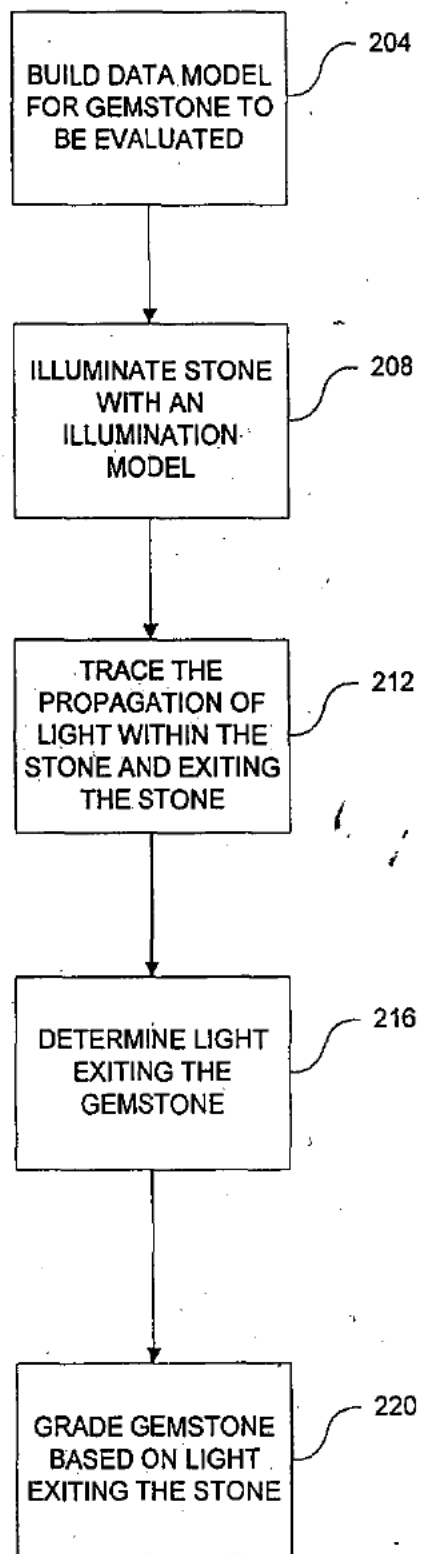 BUILD DATA MODEL
FOR GEMSTONE TO
BE EVALUATED
204
ILLUMINATE STONE
WITH AN
ILLUMINATION
MODEL
208
TRACE THE
PROPAGATION OF
LIGHT WITHIN THE
STONE AND EXITING
THE STONE
212
DETERMINE LIGHT
EXITING THE
GEMSTONE
216
GRADE GEMSTONE
BASED ON LIGHT
EXITING THE STONE
220